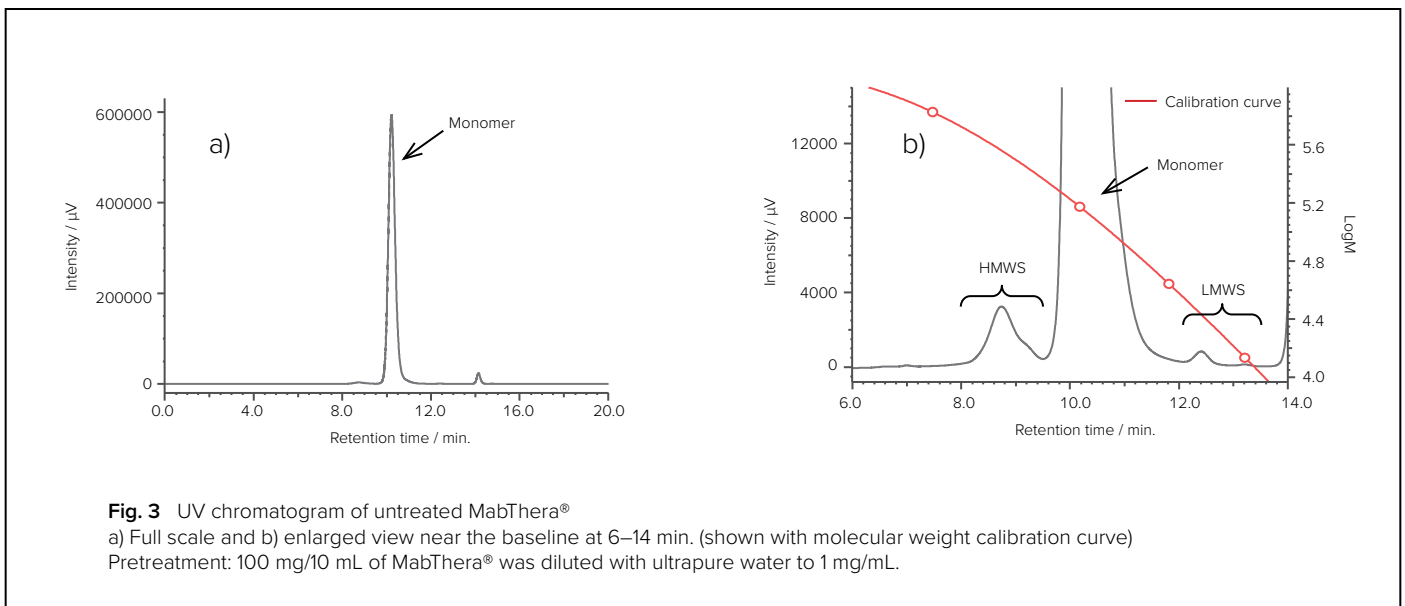 600000
400000
200000
0
0.0 4.0 8.0 12.0 16.0 20.0
Intensity / μV
Retention time / min.
a)
Monomer
12000
8000
4000
0
6.0 8.0 10.0 12.0 14.0
Intensity / μV
Retention time / min.
b)
Calibration curve
Monomer
HMWS
LMWS
5.6
5.2
4.8
4.4
4.0
LogM
Fig. 3 UV chromatogram of untreated MabThera®
a) Full scale and b) enlarged view near the baseline at 6–14 min. (shown with molecular weight calibration curve)
Pretreatment: 100 mg/10 mL of MabThera® was diluted with ultrapure water to 1 mg/mL.